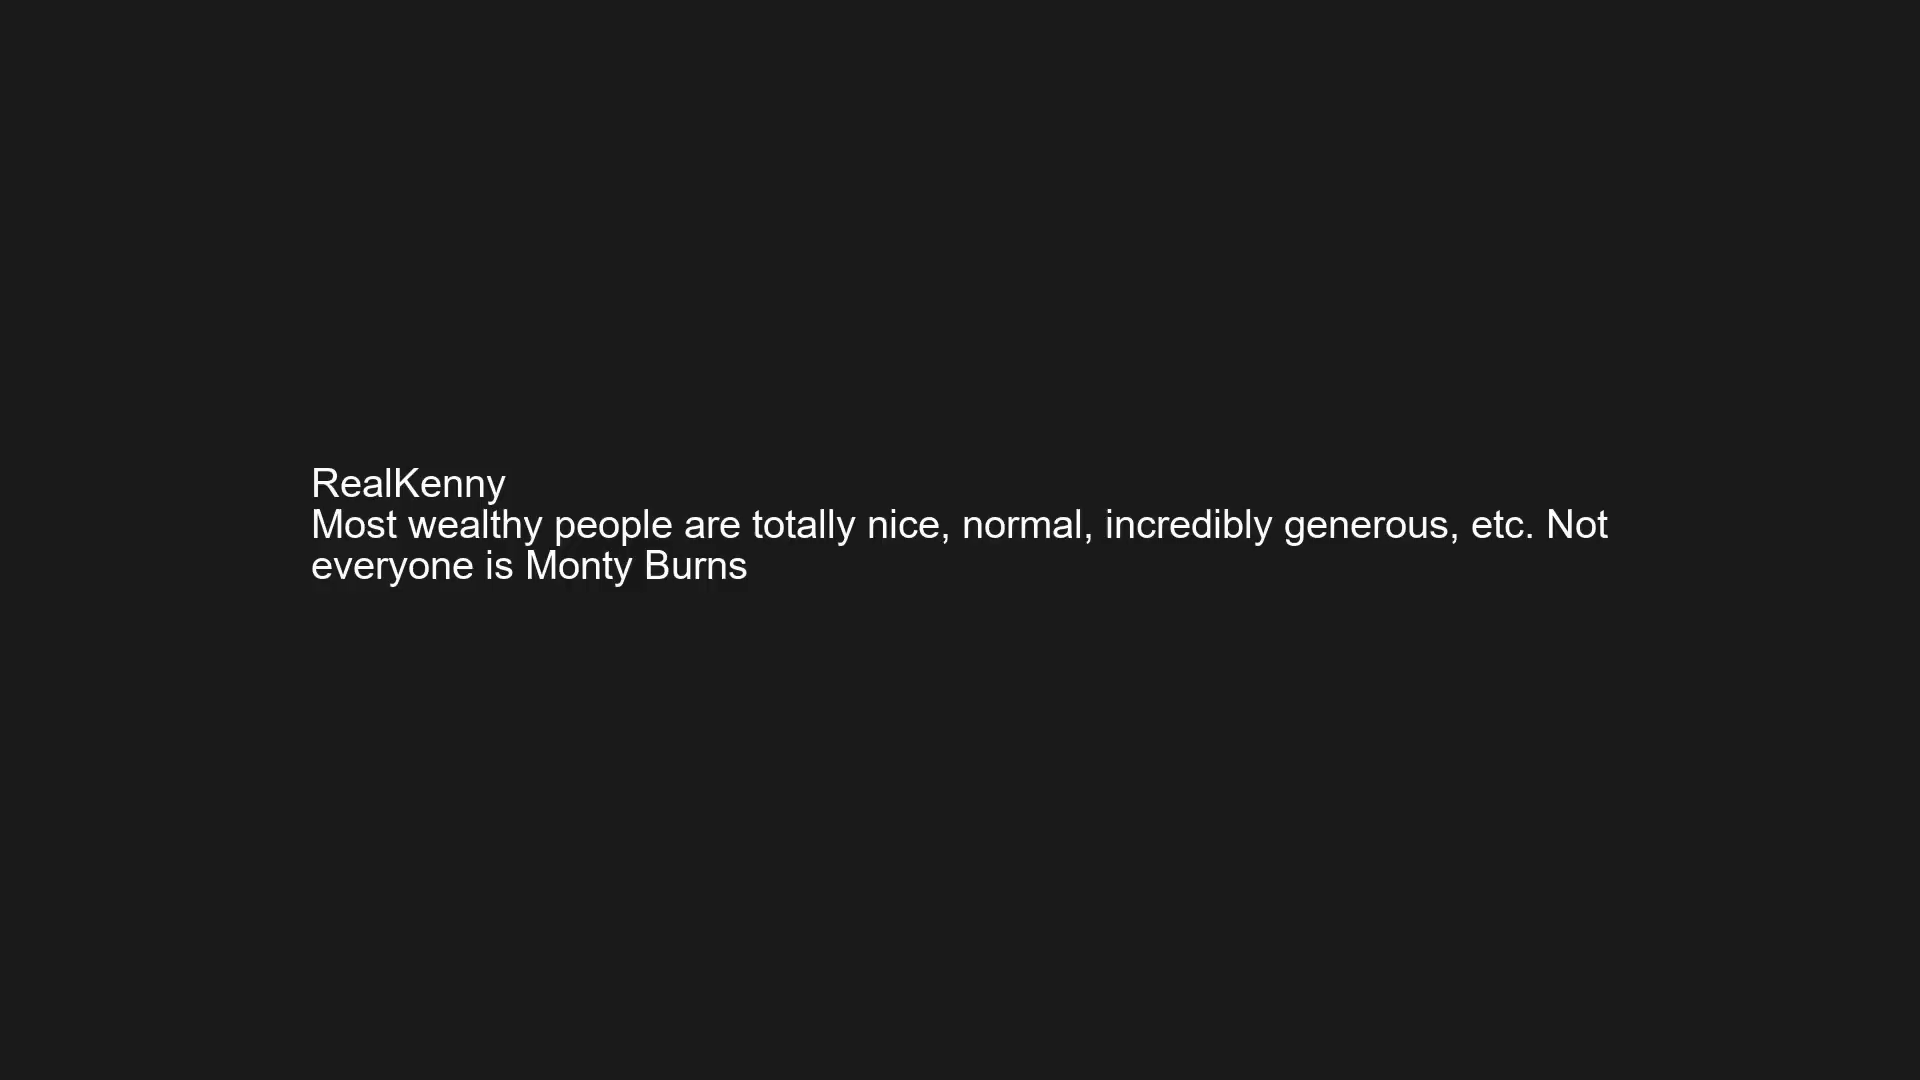 RealKenny
Most wealthy people are totally nice, normal, incredibly generous, etc. Not
everyone is Monty Burns